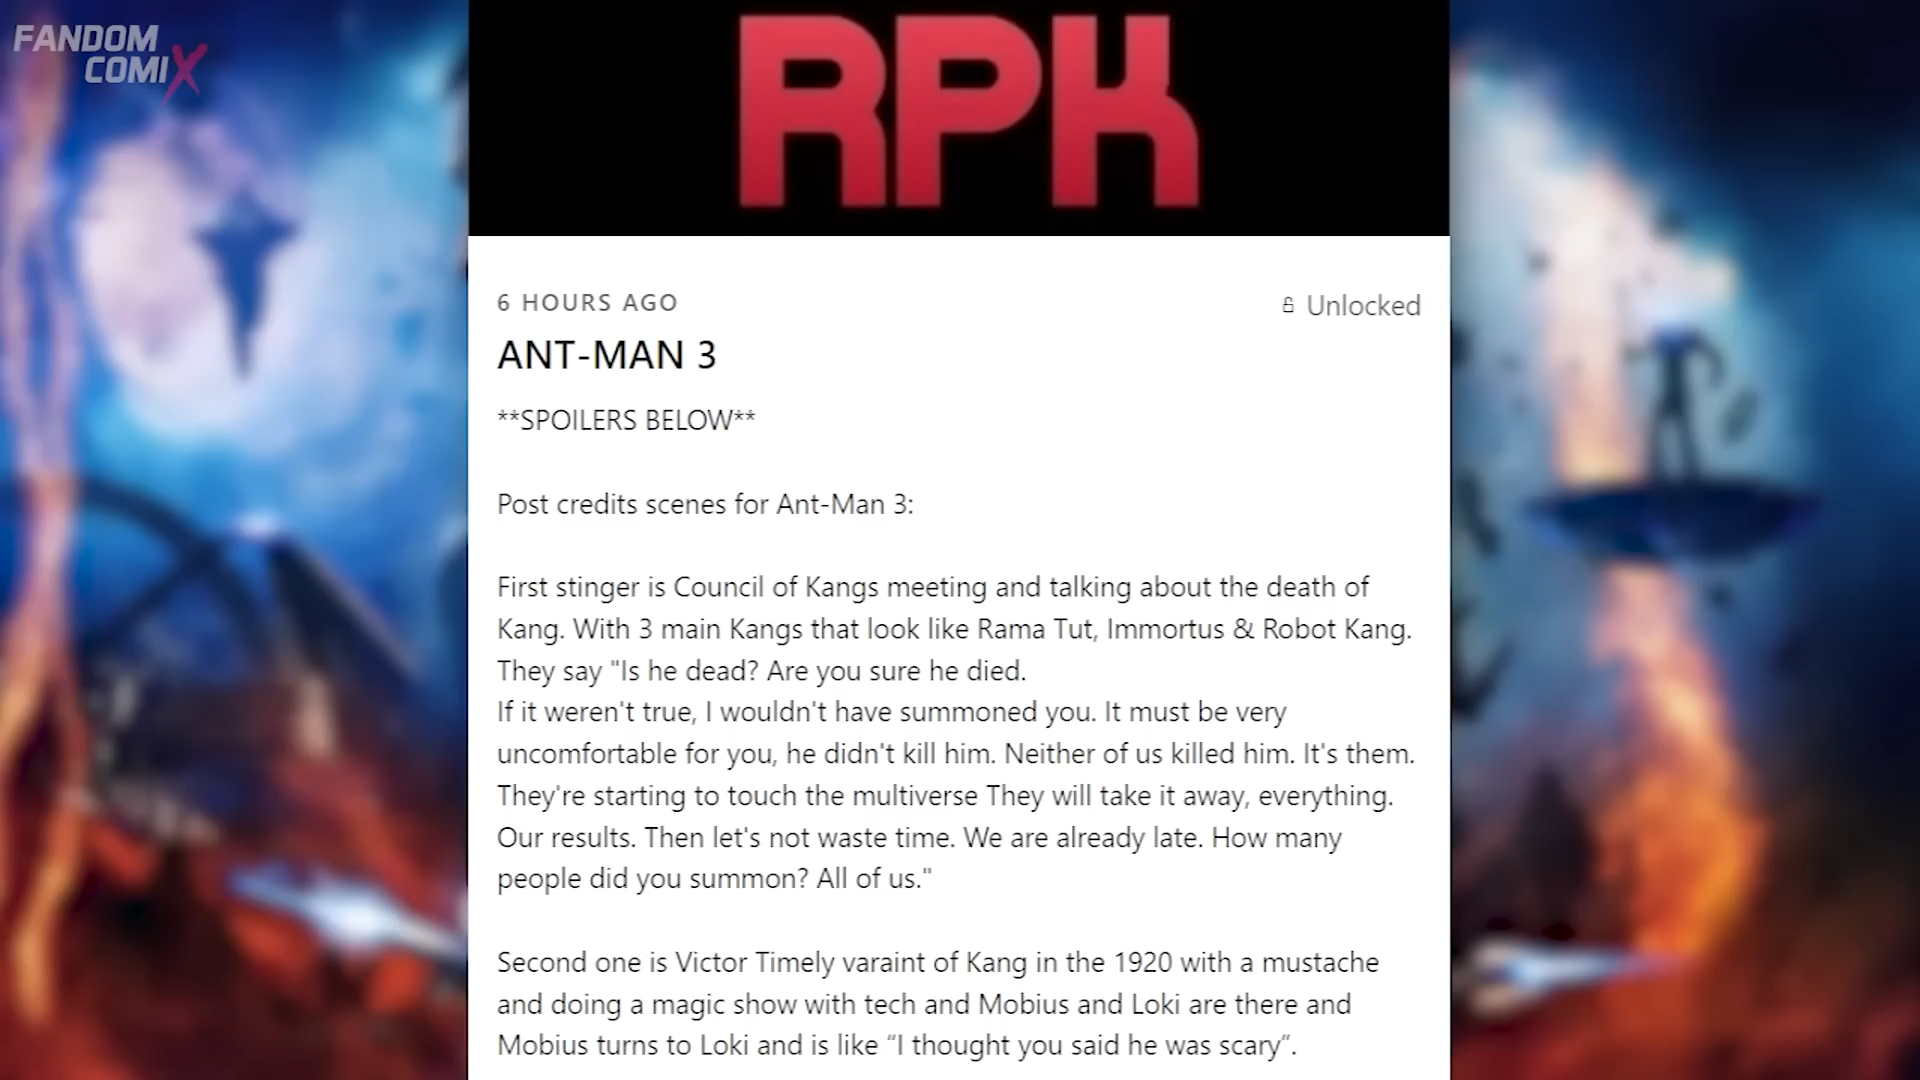 FANDOM
COMIX
RPK
6 HOURS AGO
Unlocked
ANT-MAN 3
**SPOILERS BELOW**
Post credits scenes for Ant-Man 3:
First stinger is Council of Kangs meeting and talking about the death of
Kang. With 3 main Kangs that look like Rama Tut, Immortus & Robot Kang.
They say "Is he dead? Are you sure he died.
If it weren't true, I wouldn't have summoned you. It must be very
uncomfortable for you, he didn't kill him. Neither of us killed him. It's them.
They're starting to touch the multiverse They will take it away, everything.
Our results. Then let's not waste time. We are already late. How many
people did you summon? All of us."
Second one is Victor Timely varaint of Kang in the 1920 with a mustache
and doing a magic show with tech and Mobius and Loki are there and
Mobius turns to Loki and is like “I thought you said he was scary”.